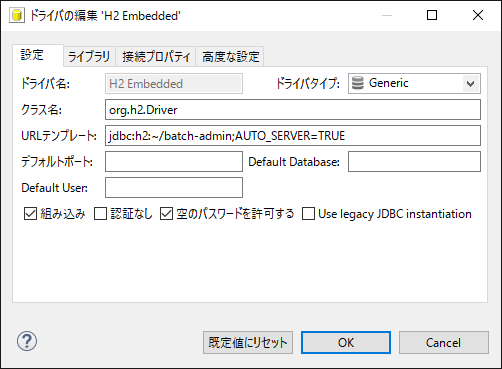 ドライバの編集 'H2 Embedded'
設定 ライブラリ 接続プロパティ 高度な設定
ドライバ名: H2 Embedded ドライバタイプ: Generic
クラス名: org.h2.Driver
URLテンプレート: jdbc:h2:~/batch-admin;AUTO_SERVER=TRUE
デフォルトポート: Default Database:
Default User:
組み込み 認証なし 空のパスワードを許可する Use legacy JDBC instantiation
? 既定値にリセット OK Cancel